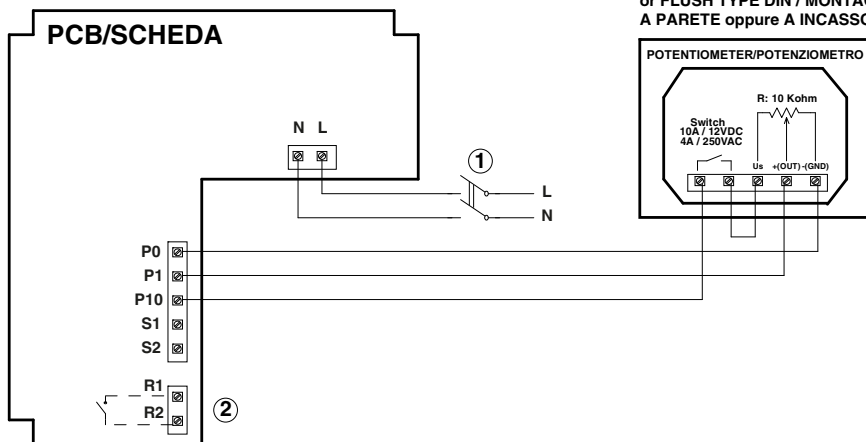 or FLUSH TYPE DIN / MONTAG
A PARETE oppure A INCASSO
PCB/SCHEDA
POTENTIOMETER/POTENZIOMETRO
R: 10 Kohm
Switch
10A / 12VDC
4A / 250VAC
Us +(OUT) -(GND)
N L
1
L
N
P0
P1
P10
S1
S2
R1
R2
2